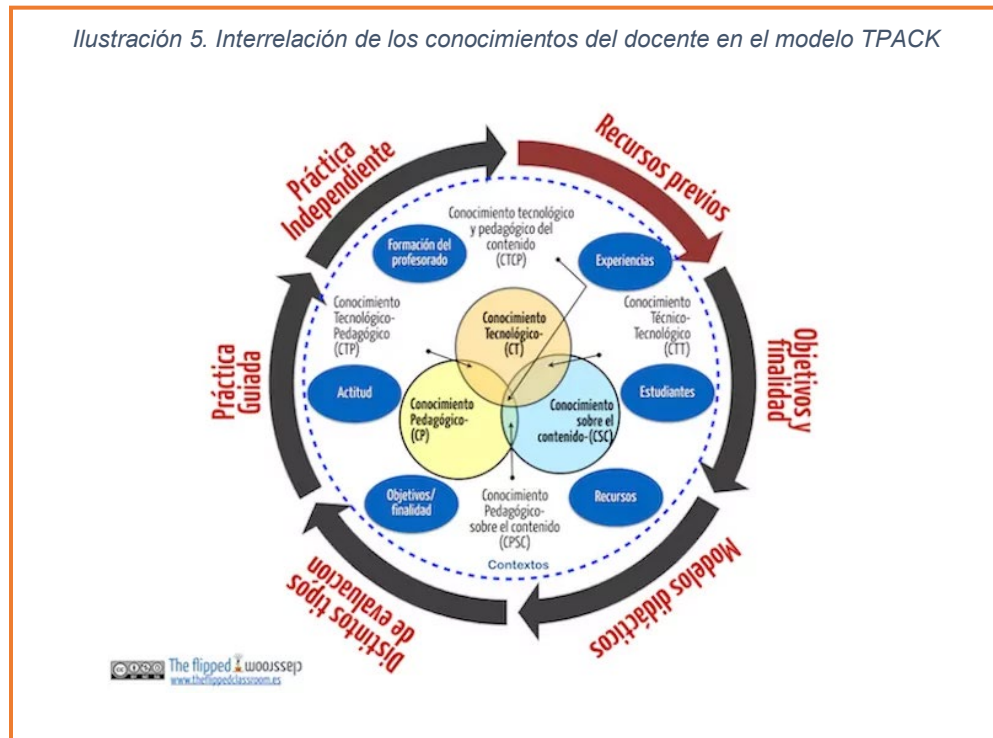 Ilustración 5. Interrelación de los conocimientos del docente en el modelo TPACK
Recursos previos
Objetivos y
finalidad
Modelos didácticos
Distintos tipos
de evaluacion
Práctica
Guiada
Práctica
Independiente
Conocimiento tecnológico
y pedagógico del
contenido
(CTCP)
Formación del
profesorado
Experiencias
Conocimiento
Tecnológico-
Pedagógico
(CTP)
Conocimiento
Tecnológico-
(CT)
Conocimiento
Técnico-
Tecnológico
(CTT)
Actitud
Conocimiento
Pedagógico-
(CP)
Conocimiento
sobre el
contenido-(CSC)
Estudiantes
Objetivos/
finalidad
Conocimiento
Pedagógico-
sobre el contenido
(CPSC)
Recursos
Contextos
The flipped classroom
www.theflippedclassroom.es